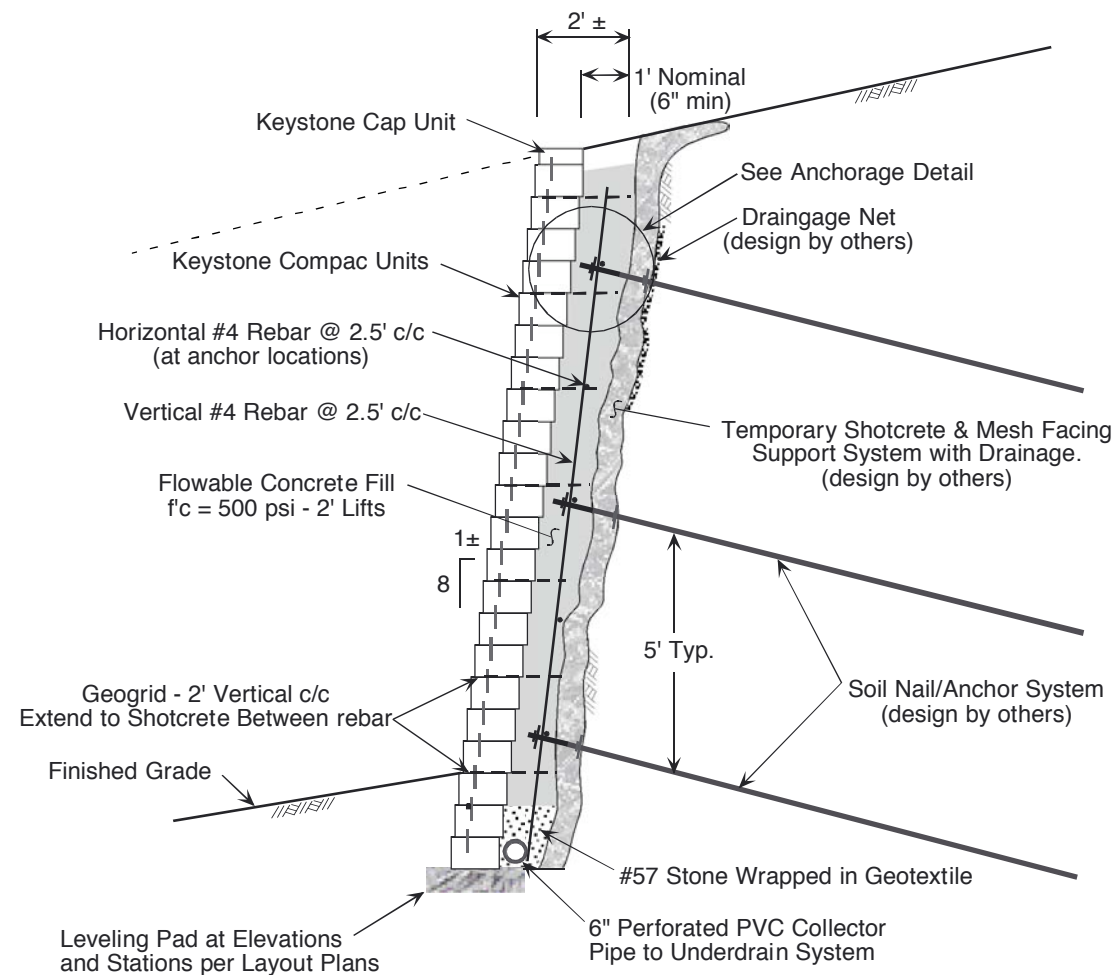 2' ±
1' Nominal
(6" min)
Keystone Cap Unit
See Anchorage Detail
Draingage Net
(design by others)
Keystone Compac Units
Horizontal #4 Rebar @ 2.5' c/c
(at anchor locations)
Vertical #4 Rebar @ 2.5' c/c
Temporary Shotcrete & Mesh Facing
Support System with Drainage.
(design by others)
Flowable Concrete Fill
f'c = 500 psi - 2' Lifts
1±
8
5' Typ.
Geogrid - 2' Vertical c/c
Extend to Shotcrete Between rebar
Soil Nail/Anchor System
(design by others)
Finished Grade
#57 Stone Wrapped in Geotextile
6" Perforated PVC Collector
Pipe to Underdrain System
Leveling Pad at Elevations
and Stations per Layout Plans